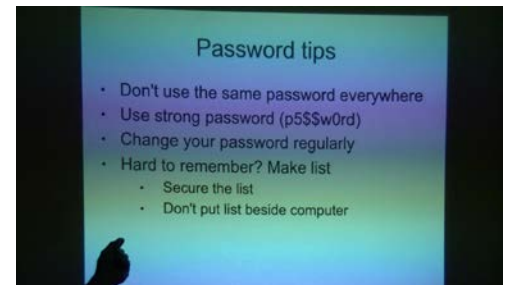 Password tips
· Don't use the same password everywhere
· Use strong password (p5$$w0rd)
· Change your password regularly
· Hard to remember? Make list
· Secure the list
· Don't put list beside computer